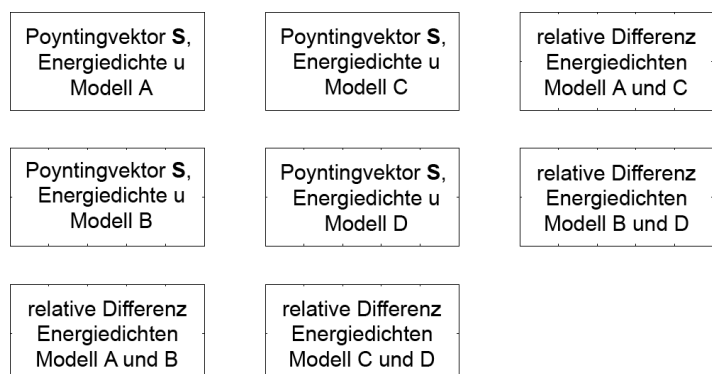 Poyntingvektor S,
Energiedichte u
Modell A
Poyntingvektor S,
Energiedichte u
Modell C
relative Differenz
Energiedichten
Modell A und C
Poyntingvektor S,
Energiedichte u
Modell B
Poyntingvektor S,
Energiedichte u
Modell D
relative Differenz
Energiedichten
Modell B und D
relative Differenz
Energiedichten
Modell A und B
relative Differenz
Energiedichten
Modell C und D